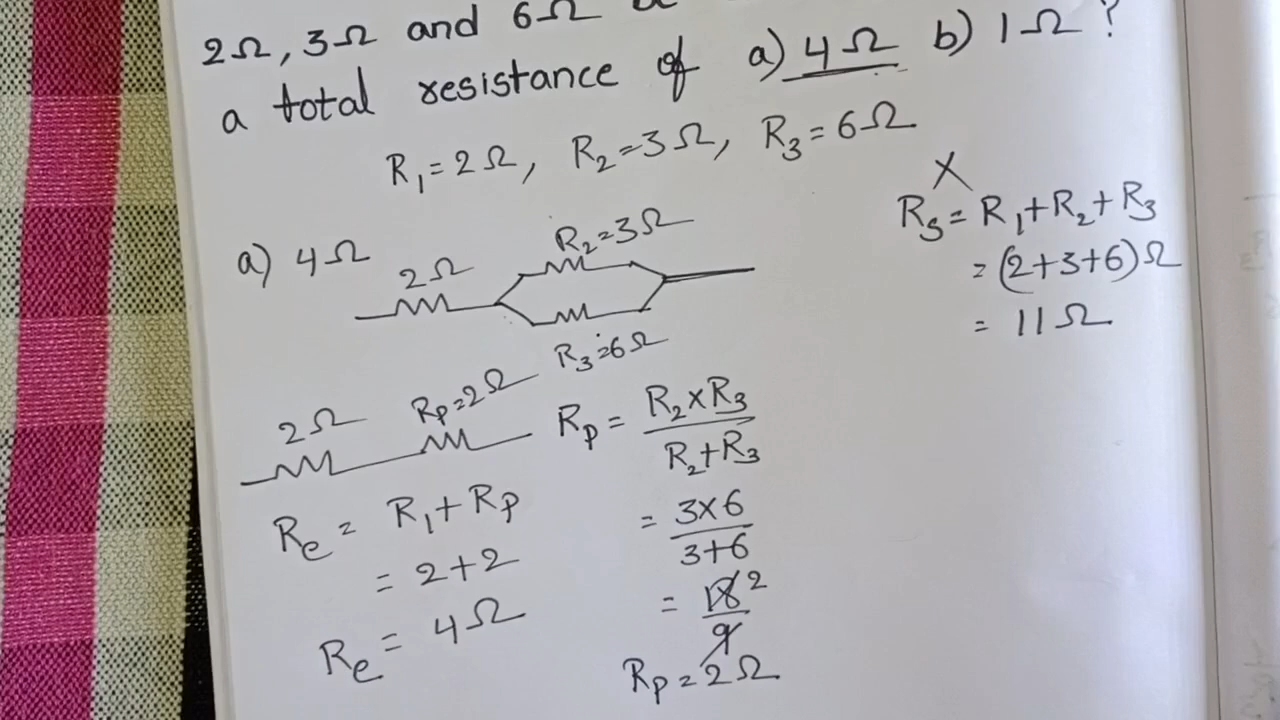 2Ω, 3Ω and 6Ω
a total resistance of a) 4Ω b) 1Ω ?
R₁ = 2Ω, R₂ = 3Ω, R₃ = 6Ω
a) 4Ω
2Ω
R₂ = 3Ω
R₃ = 6Ω
X
Rₛ = R₁ + R₂ + R₃
= (2+3+6)Ω
= 11Ω
2Ω
Rp = 2Ω
Rₑ = R₁ + Rp
= 2+2
Rₑ = 4Ω
Rp = R₂ × R₃ / R₂ + R₃
= 3×6 / 3+6
= 18 2 / 9
Rp = 2Ω